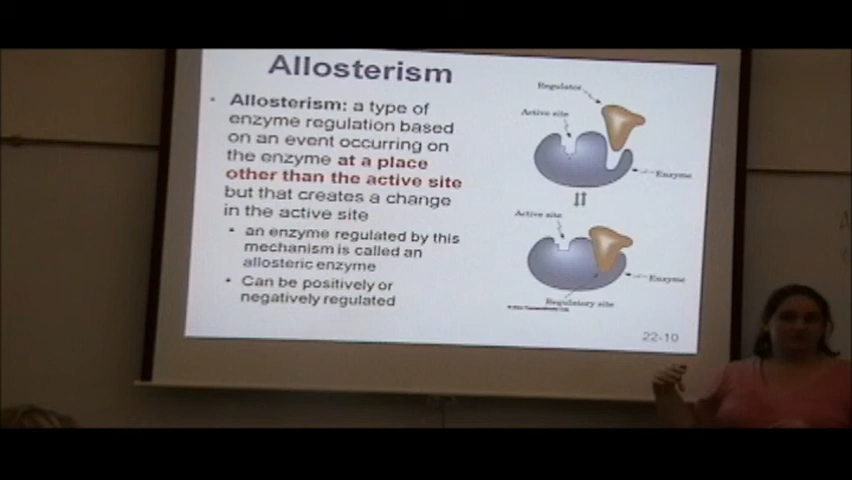 Allosterism
• Allosterism: a type of
enzyme regulation based
on an event occurring on
the enzyme at a place
other than the active site
but that creates a change
in the active site
• an enzyme regulated by this
mechanism is called an
allosteric enzyme
• Can be positively or
negatively regulated
Regulator
Active site
Enzyme
Active site
Enzyme
Regulatory site
22-10